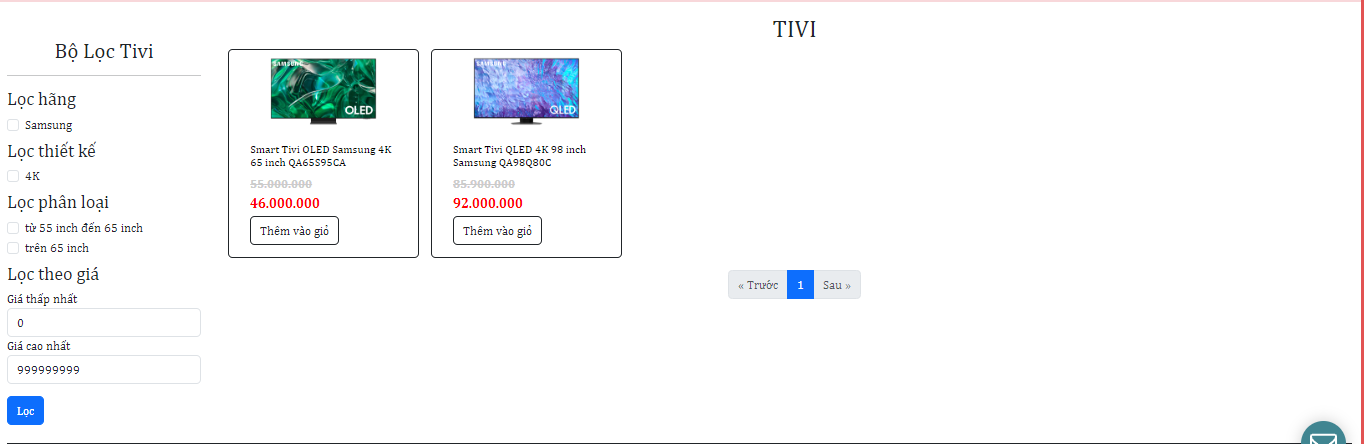 TIVI
Bộ Lọc Tivi
Lọc hãng
Samsung
Lọc thiết kế
4K
Lọc phân loại
từ 55 inch đến 65 inch
trên 65 inch
Lọc theo giá
Giá thấp nhất
0
Giá cao nhất
999999999
Lọc
SAMSUNG
OLED
Smart Tivi OLED Samsung 4K
65 inch QA65S95CA
55.000.000
46.000.000
Thêm vào giỏ
SAMSUNG
QLED
Smart Tivi QLED 4K 98 inch
Samsung QA98Q80C
85.900.000
92.000.000
Thêm vào giỏ
« Trước 1 Sau »